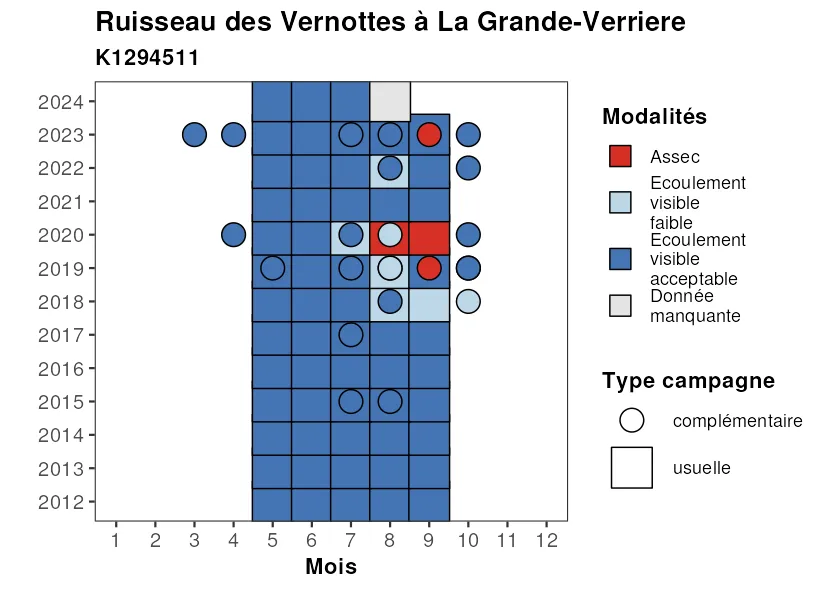 Ruisseau des Vernottes à La Grande-Verriere
K1294511
2024
2023
2022
2021
2020
2019
2018
2017
2016
2015
2014
2013
2012
1 2 3 4 5 6 7 8 9 10 11 12
Mois
Modalités
Assec
Ecoulement
visible
faible
Ecoulement
visible
acceptable
Donnée
manquante
Type campagne
complémentaire
usuelle